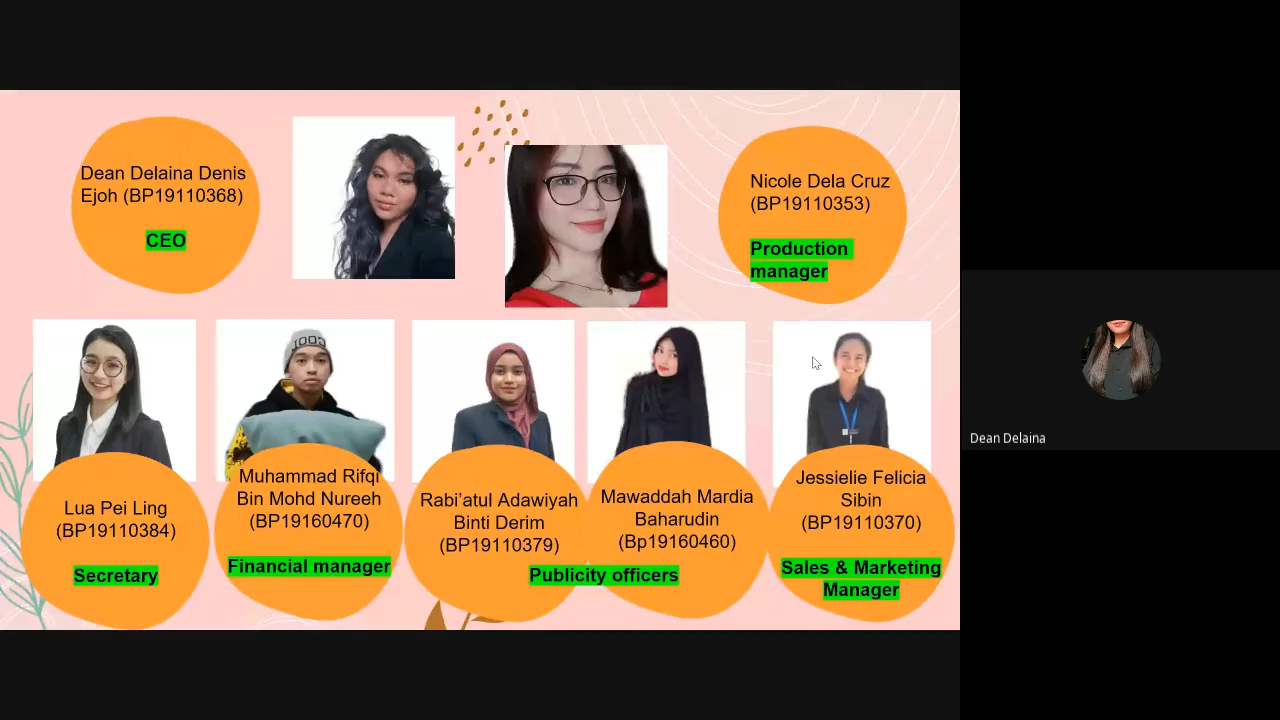 Dean Delaina Denis
Ejoh (BP19110368)
CEO
Nicole Dela Cruz
(BP19110353)
Production
manager
Lua Pei Ling
(BP19110384)
Secretary
Muhammad Rifqi
Bin Mohd Nureeh
(BP19160470)
Financial manager
Rabi'atul Adawiyah
Binti Derim
(BP19110379)
Mawaddah Mardia
Baharudin
(Bp19160460)
Publicity officers
Jessielie Felicia
Sibin
(BP19110370)
Sales & Marketing
Manager
Dean Delaina